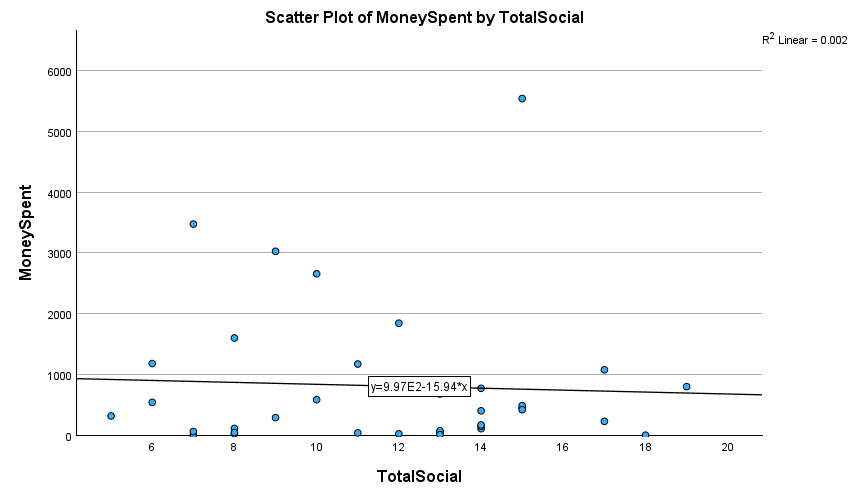 Scatter Plot of MoneySpent by TotalSocial
R2 Linear = 0.002
MoneySpent
6000
5000
4000
3000
2000
1000
0
y=9.97E2-15.94*x
6 8 10 12 14 16 18 20
TotalSocial